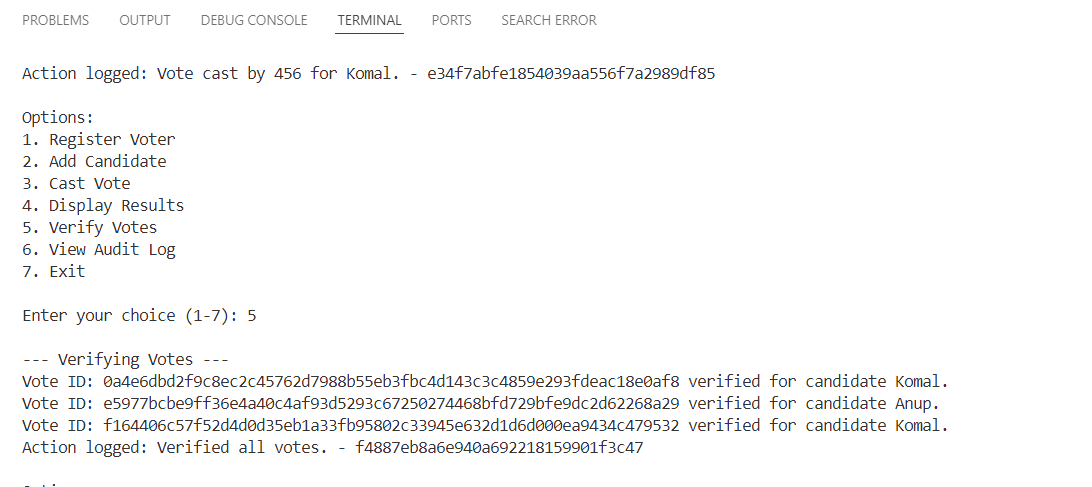 PROBLEMS OUTPUT DEBUG CONSOLE TERMINAL PORTS SEARCH ERROR
Action logged: Vote cast by 456 for Komal. - e34f7abfe1854039aa556f7a2989df85
Options:
1. Register Voter
2. Add Candidate
3. Cast Vote
4. Display Results
5. Verify Votes
6. View Audit Log
7. Exit
Enter your choice (1-7): 5
--- Verifying Votes ---
Vote ID: 0a4e6dbd2f9c8ec2c45762d7988b55eb3fbc4d143c3c4859e293fdeac18e0af8 verified for candidate Komal.
Vote ID: e5977bcbe9ff36e4a40c4af93d5293c67250274468bfd729bfe9dc2d62268a29 verified for candidate Anup.
Vote ID: f164406c57f52d4d0d35eb1a33fb95802c33945e632d1d6d000ea9434c479532 verified for candidate Komal.
Action logged: Verified all votes. - f4887eb8a6e940a692218159901f3c47